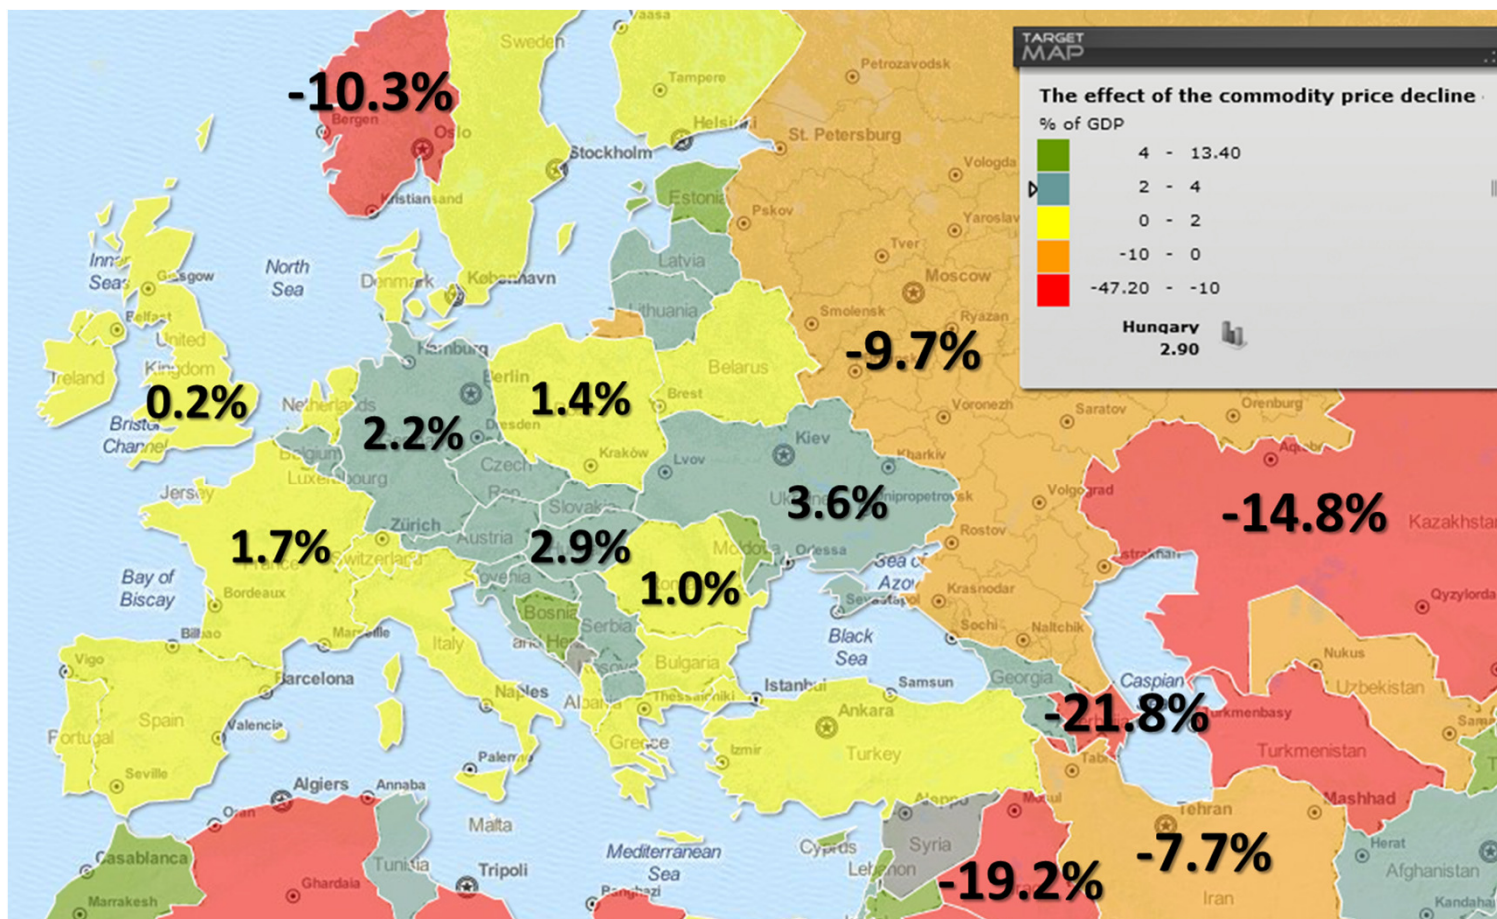 TARGET
MAP
The effect of the commodity price decline
% of GDP
4 - 13.40
2 - 4
0 - 2
-10 - 0
-47.20 - -10
Hungary
2.90
Sweden
Petrozavodsk
Tampere
-10.3%
Bergen
Oslo
Helsinki
St. Petersburg
Stockholm
Vologda
Kristiansand
Estonia
Pskov
Yaroslav
Inner
Seas
Glasgow
North
Sea
Latvia
Tver
Denmark
København
Moscow
Lithuania
Smolensk
Ryazan
Belfast
United
Kingdom
Hamburg
-9.7%
Ireland
Berlin
Belarus
0.2%
Netherlands
1.4%
Brest
Voronezh
Saratov
Orenburg
Bristol
Channel
2.2%
Dresden
Kiev
Belgium
Kraków
Lvov
Kharkiv
Czech
Rep
Luxembourg
Jersey
Slovakia
3.6%
Dnipropetrovsk
Volgograd
-14.8%
Kazakhstan
Zürich
Austria
1.7%
Switzerland
2.9%
Moldova
Odessa
Rostov
Astrakhan
Sea of
Azov
Bay of
Biscay
Slovenia
1.0%
Bordeaux
Bosnia
and Her
Serbia
Sevastapol
Krasnodar
Qyzylorda
Bilbao
Marseille
Italy
Black
Sea
Sochi
Naltchik
Vigo
Bulgaria
Georgia
Nukus
Barcelona
Caspian
Uzbekistan
Naples
Albania
Thessaloniki
Istanbul
Samsun
-21.8%
Turkmenbasy
Spain
Portugal
Valencia
Ankara
Greece
Izmir
Turkey
Turkmenistan
Palermo
Seville
Algiers
Annaba
Oran
Aleppo
Mosul
Tehran
Mashhad
Malta
Casablanca
Tunisia
Tripoli
Mediterranean
Sea
Cyprus
Lebanon
Syria
-7.7%
Herat
Afghanistan
Marrakesh
Ghardaia
-19.2%
Iran
Kandahar